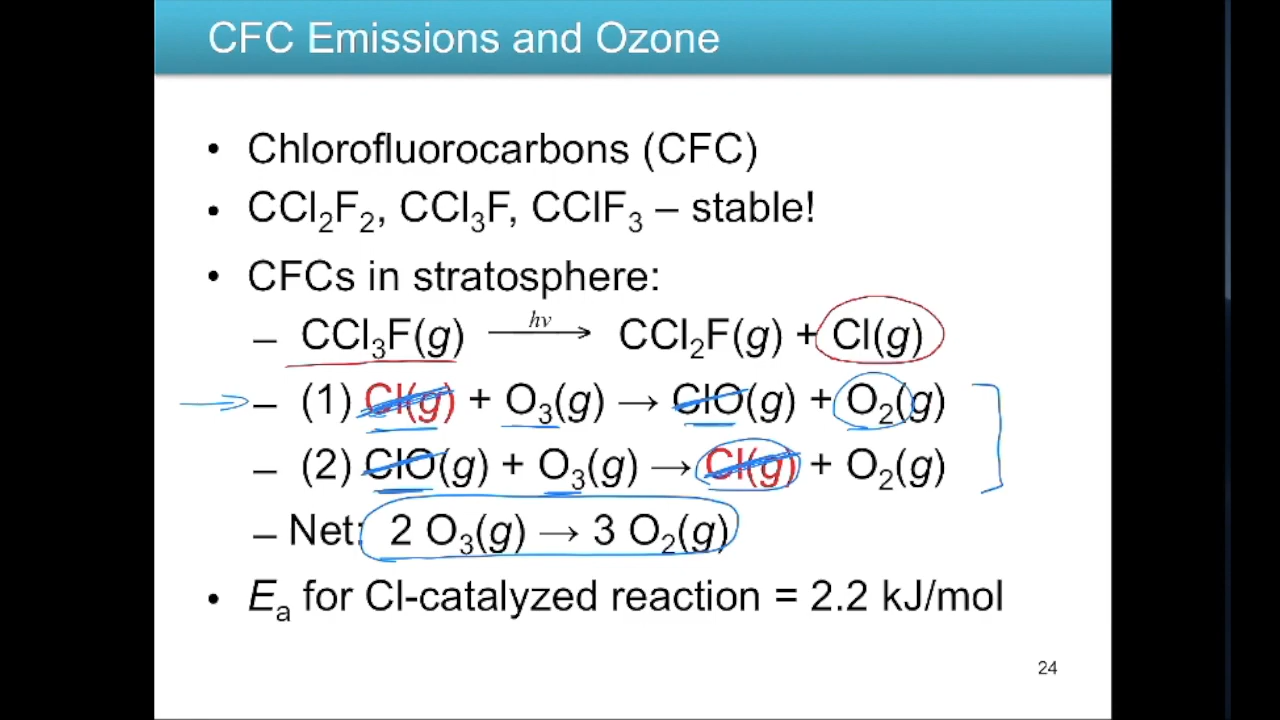 CFC Emissions and Ozone
• Chlorofluorocarbons (CFC)
• CCl₂F₂, CCl₃F, CClF₃ – stable!
• CFCs in stratosphere:
– CCl₃F(g) hν → CCl₂F(g) + Cl(g)
– (1) Cl(g) + O₃(g) → ClO(g) + O₂(g)
– (2) ClO(g) + O₃(g) → Cl(g) + O₂(g)
– Net: 2 O₃(g) → 3 O₂(g)
• Eₐ for Cl-catalyzed reaction = 2.2 kJ/mol
24